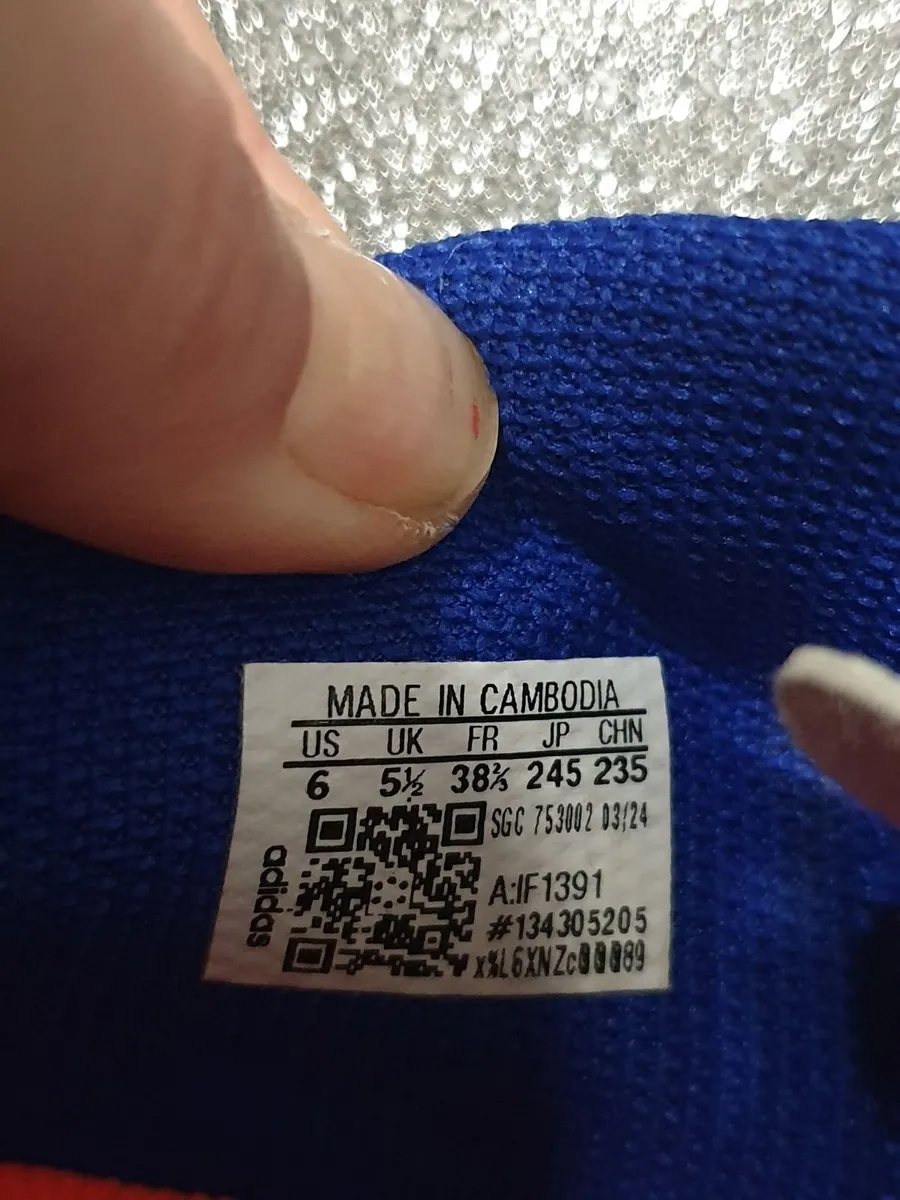 MADE IN CAMBODIA
US UK FR JP CHN
6 5½ 38⅔ 245 235
SGC 753002 03/24
adidas
A:IF1391
#134305205
x%L6XNZc00089